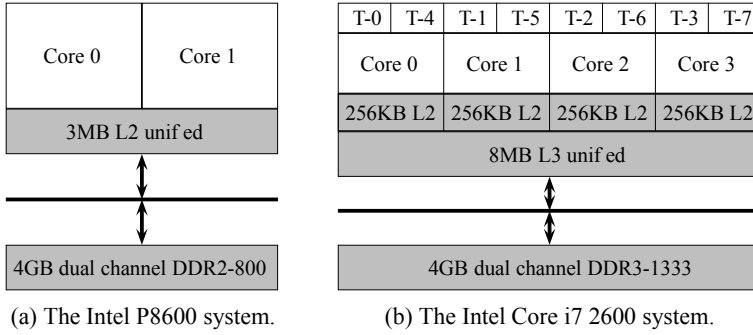 T-0 T-4 T-1 T-5 T-2 T-6 T-3 T-7
Core 0 Core 1 Core 0 Core 1 Core 2 Core 3
256KB L2 256KB L2 256KB L2 256KB L2
3MB L2 unif ed
8MB L3 unif ed
4GB dual channel DDR2-800 4GB dual channel DDR3-1333
(a) The Intel P8600 system. (b) The Intel Core i7 2600 system.